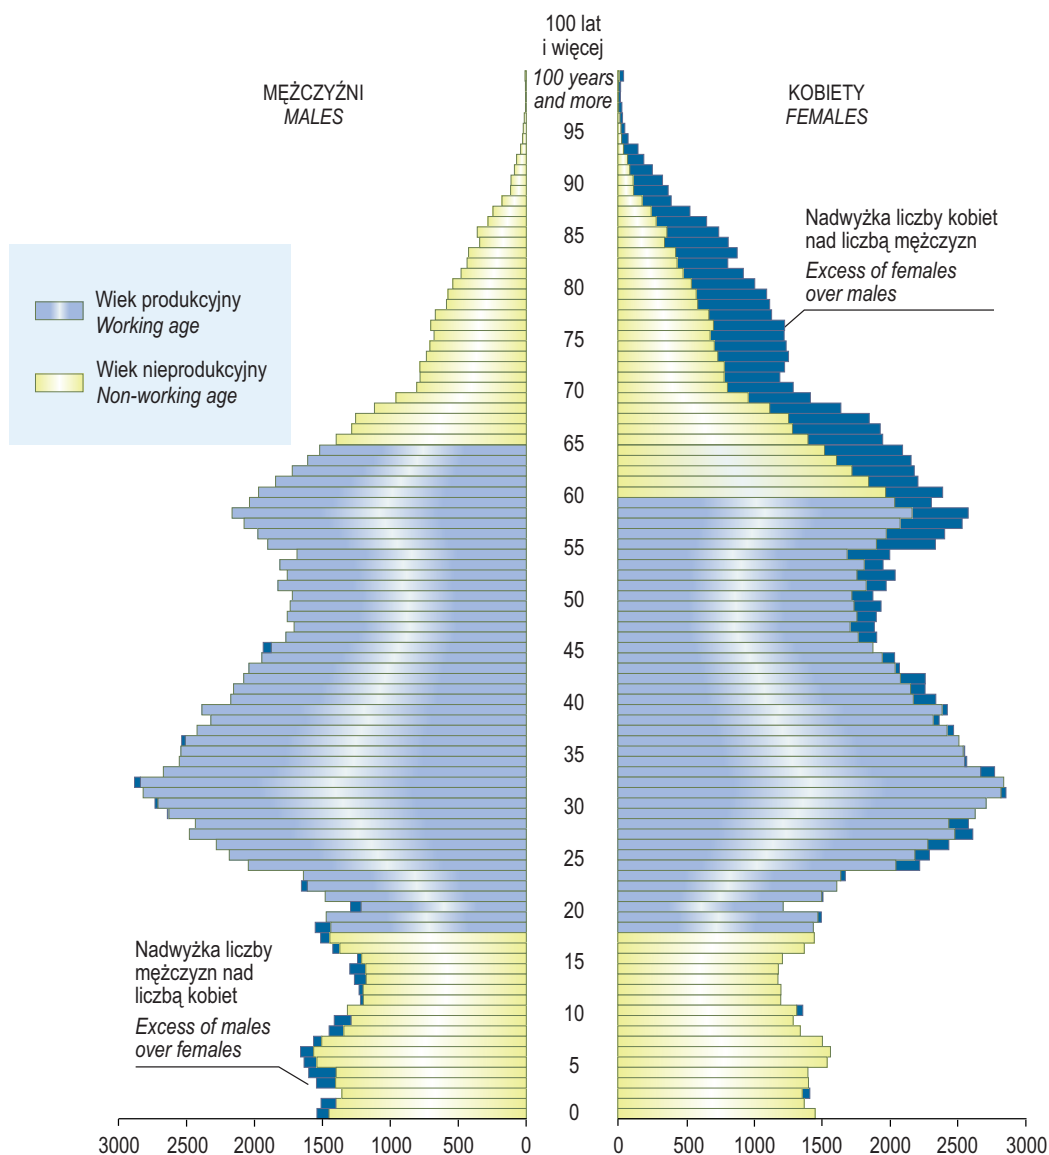 100 lat
i więcej
100 years
and more
MĘŻCZYŹNI
MALES
KOBIETY
FEMALES
95
90
85
80
75
70
65
60
55
50
45
40
35
30
25
20
15
10
5
0
Nadwyżka liczby kobiet
nad liczbą mężczyzn
Excess of females
over males
Wiek produkcyjny
Working age
Wiek nieprodukcyjny
Non-working age
Nadwyżka liczby
mężczyzn nad
liczbą kobiet
Excess of males
over females
3000 2500 2000 1500 1000 500 0
0 500 1000 1500 2000 2500 3000